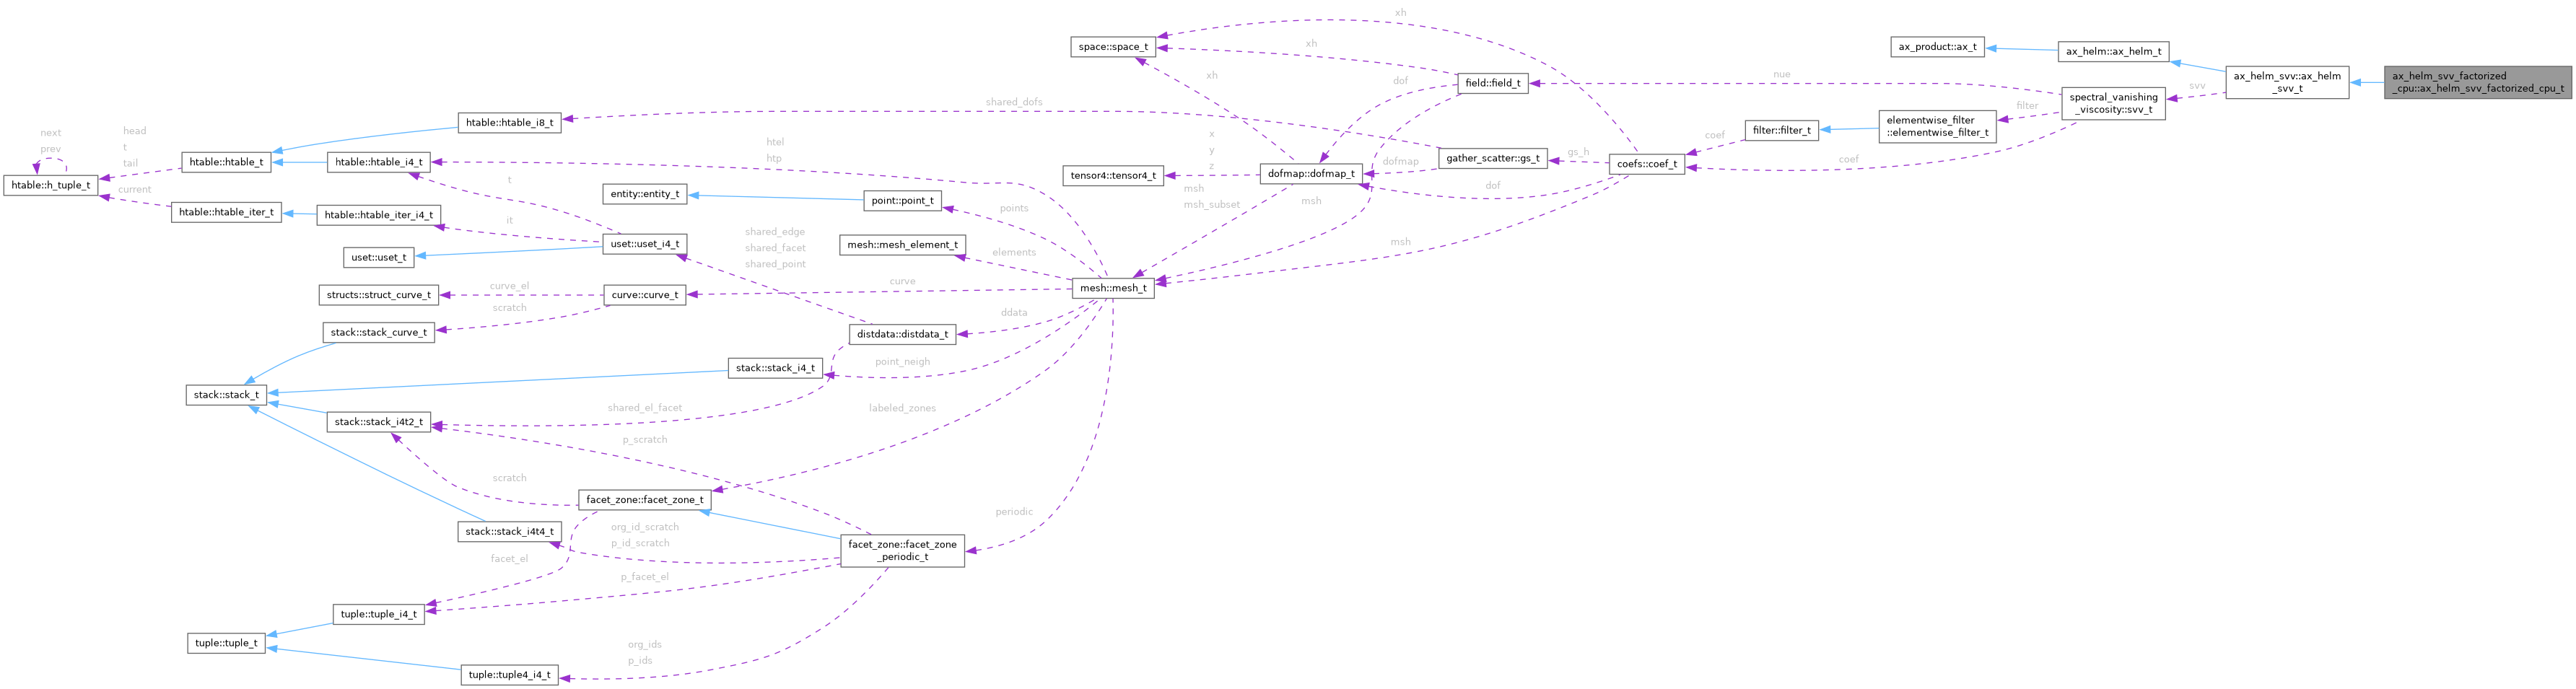 xh
space::space_t
xh
ax_product::ax_t
ax_helm::ax_helm_t
xh
dof
field::field_t
nue
ax_helm_svv::ax_helm
_svv_t
ax_helm_svv_factorized
_cpu::ax_helm_svv_factorized_cpu_t
svv
shared_dofs
spectral_vanishing
_viscosity::svv_t
filter
htable::htable_i8_t
elementwise_filter
::elementwise_filter_t
next
prev
head
t
tail
htel
htp
x
y
z
filter::filter_t
coef
htable::htable_t
htable::htable_i4_t
dofmap
gather_scatter::gs_t
gs_h
coefs::coef_t
coef
htable::h_tuple_t
current
t
tensor4::tensor4_t
dofmap::dofmap_t
dof
entity::entity_t
point::point_t
msh
msh_subset
msh
htable::htable_iter_t
htable::htable_iter_i4_t
it
points
uset::uset_t
uset::uset_i4_t
shared_edge
shared_facet
shared_point
mesh::mesh_element_t
elements
msh
structs::struct_curve_t
curve_el
scratch
curve::curve_t
curve
mesh::mesh_t
stack::stack_curve_t
distdata::distdata_t
ddata
stack::stack_i4_t
point_neigh
stack::stack_t
stack::stack_i4t2_t
shared_el_facet
labeled_zones
p_scratch
scratch
facet_zone::facet_zone_t
periodic
stack::stack_i4t4_t
org_id_scratch
p_id_scratch
facet_zone::facet_zone
_periodic_t
facet_el
p_facet_el
tuple::tuple_i4_t
tuple::tuple_t
org_ids
p_ids
tuple::tuple4_i4_t